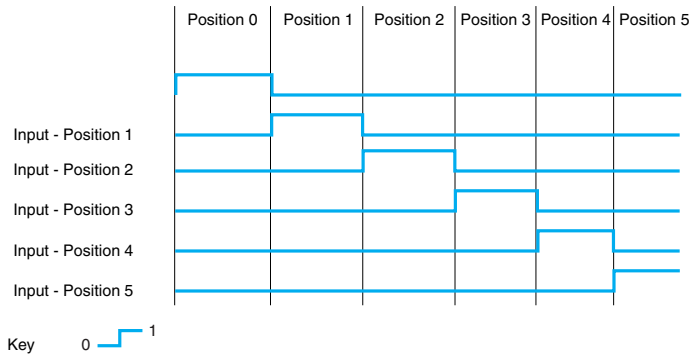 Position 0 Position 1 Position 2 Position 3 Position 4 Position 5
Input - Position 1
Input - Position 2
Input - Position 3
Input - Position 4
Input - Position 5
Key 0 1